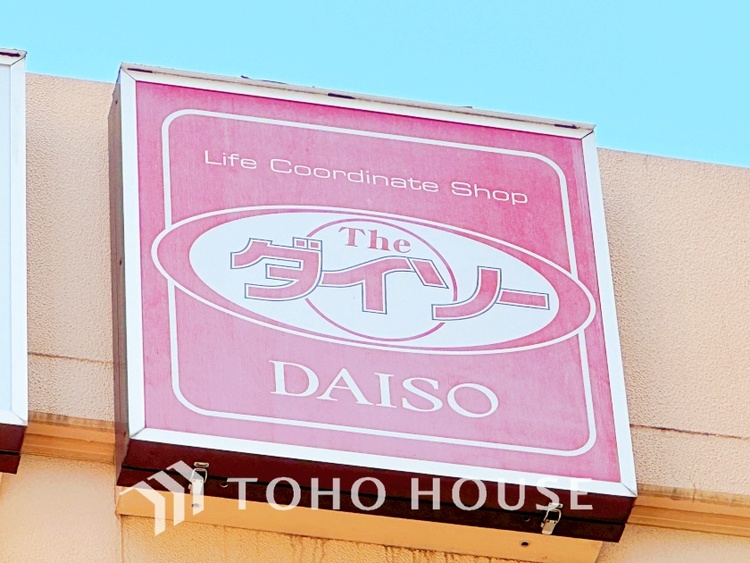 Life Coordinate Shop
The
ダイソー
DAISO
TOHO HOUSE